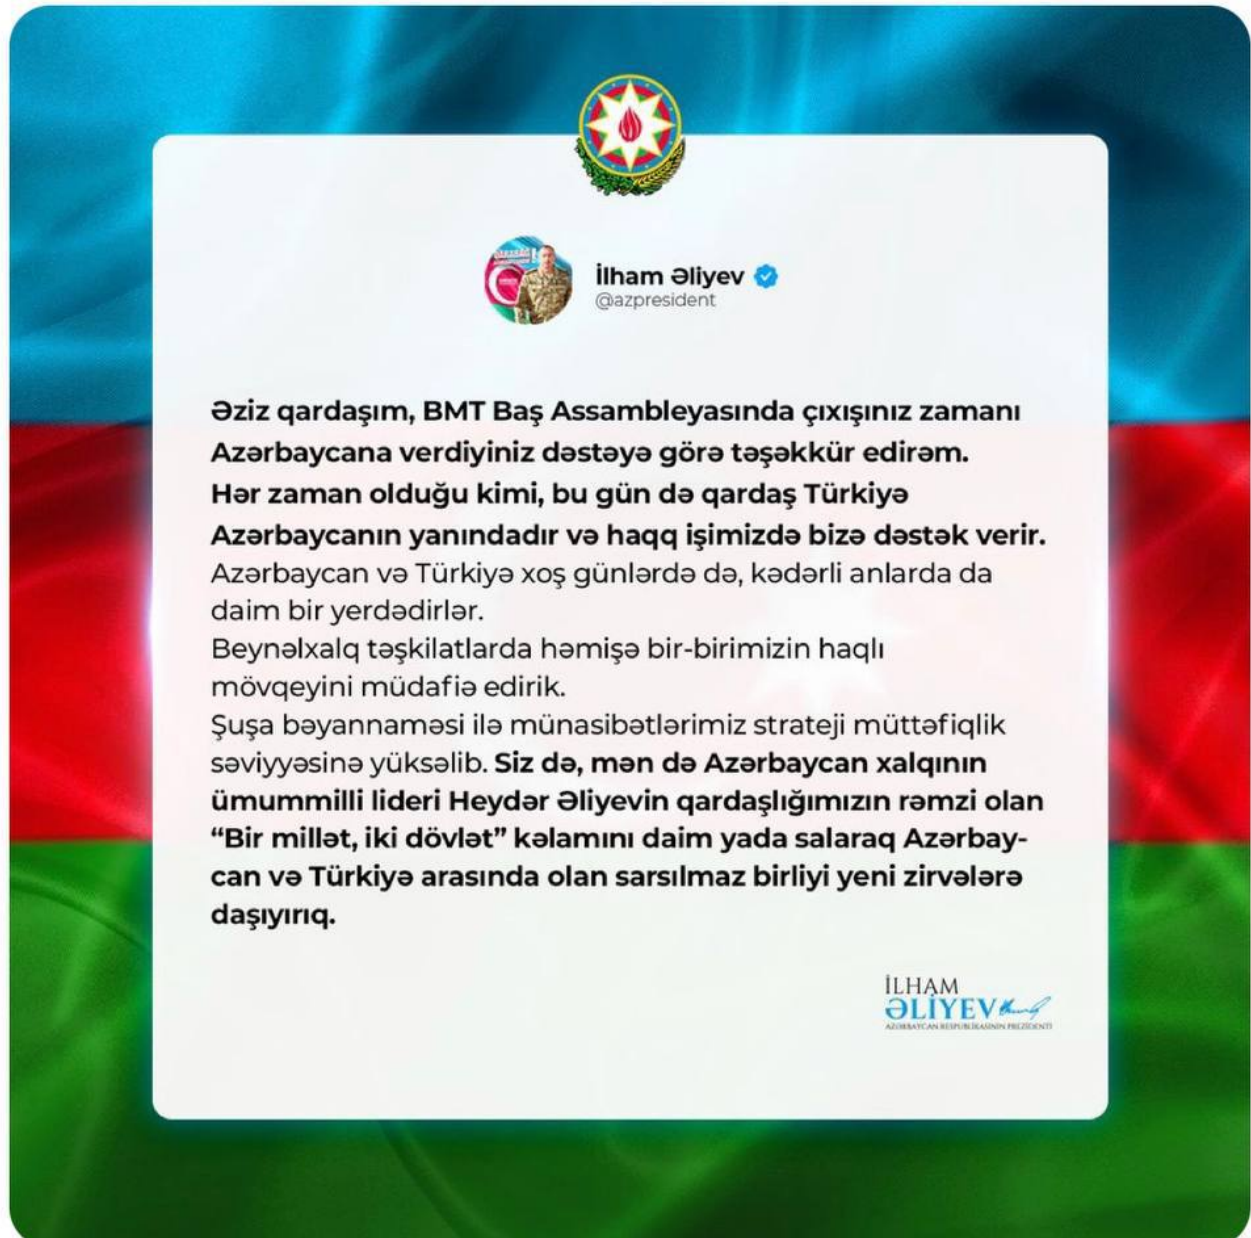 İlham Əliyev
@azpresident
Əziz qardaşım, BMT Baş Assambleyasında çıxışınız zamanı
Azərbaycana verdiyiniz dəstəyə görə təşəkkür edirəm.
Hər zaman olduğu kimi, bu gün də qardaş Türkiyə
Azərbaycanın yanındadır və haqq işimizdə bizə dəstək verir.
Azərbaycan və Türkiyə xoş günlərdə də, kədərli anlarda da
daim bir yerdədirlər.
Beynəlxalq təşkilatlarda həmişə bir-birimizin haqlı
mövqeyini müdafiə edirik.
Şuşa bəyannaməsi ilə münasibətlərimiz strateji müttəfiqlik
səviyyəsinə yüksəlib. Siz də, mən də Azərbaycan xalqının
ümummilli lideri Heydər Əliyevin qardaşlığımızın rəmzi olan
“Bir millət, iki dövlət” kəlamını daim yada salaraq Azərbay-
can və Türkiyə arasında olan sarsılmaz birliyi yeni zirvələrə
daşıyırıq.
İLHAM
ƏLİYEV
AZƏRBAYCAN RESPUBLİKASININ PREZİDENTİ